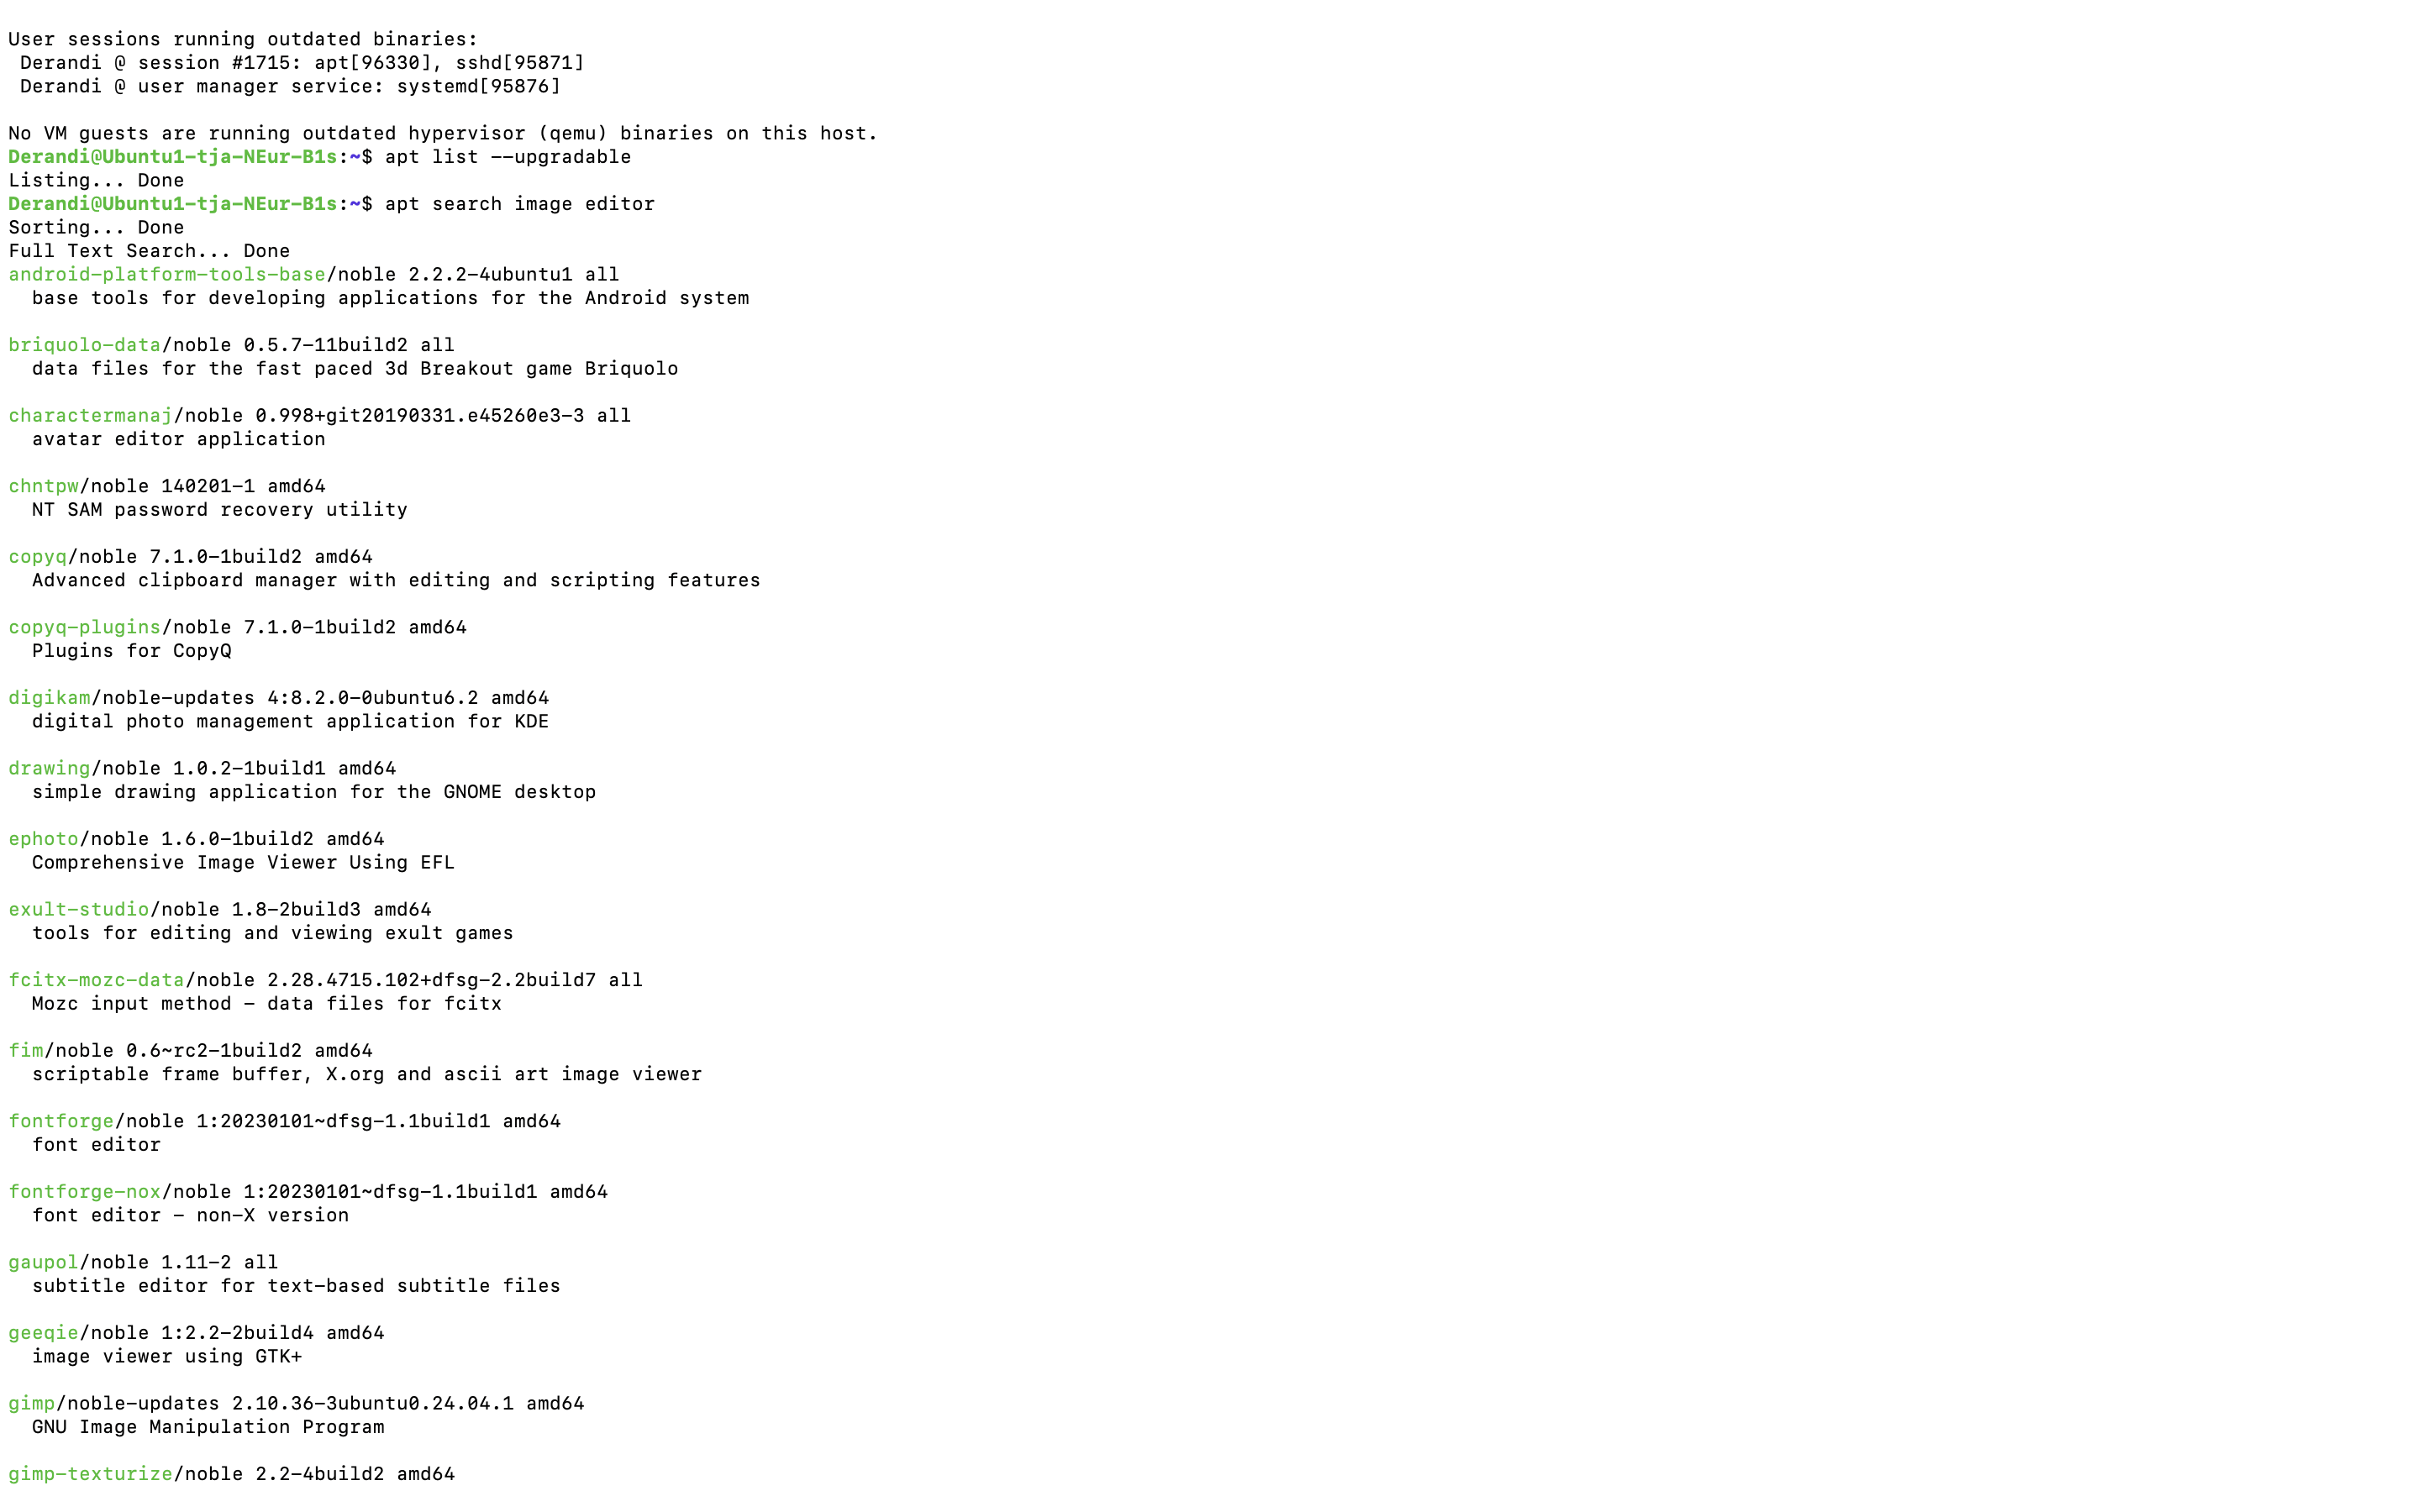 User sessions running outdated binaries:
 Derandi @ session #1715: apt[96330], sshd[95871]
 Derandi @ user manager service: systemd[95876]

No VM guests are running outdated hypervisor (qemu) binaries on this host.
Derandi@Ubuntu1-tja-NEur-B1s:~$ apt list --upgradable
Listing... Done
Derandi@Ubuntu1-tja-NEur-B1s:~$ apt search image editor
Sorting... Done
Full Text Search... Done
android-platform-tools-base/noble 2.2.2-4ubuntu1 all
  base tools for developing applications for the Android system

briquolo-data/noble 0.5.7-11build2 all
  data files for the fast paced 3d Breakout game Briquolo

charactermanaj/noble 0.998+git20190331.e45260e3-3 all
  avatar editor application

chntpw/noble 140201-1 amd64
  NT SAM password recovery utility

copyq/noble 7.1.0-1build2 amd64
  Advanced clipboard manager with editing and scripting features

copyq-plugins/noble 7.1.0-1build2 amd64
  Plugins for CopyQ

digikam/noble-updates 4:8.2.0-0ubuntu6.2 amd64
  digital photo management application for KDE

drawing/noble 1.0.2-1build1 amd64
  simple drawing application for the GNOME desktop

ephoto/noble 1.6.0-1build2 amd64
  Comprehensive Image Viewer Using EFL

exult-studio/noble 1.8-2build3 amd64
  tools for editing and viewing exult games

fcitx-mozc-data/noble 2.28.4715.102+dfsg-2.2build7 all
  Mozc input method - data files for fcitx

fim/noble 0.6~rc2-1build2 amd64
  scriptable frame buffer, X.org and ascii art image viewer

fontforge/noble 1:20230101~dfsg-1.1build1 amd64
  font editor

fontforge-nox/noble 1:20230101~dfsg-1.1build1 amd64
  font editor - non-X version

gaupol/noble 1.11-2 all
  subtitle editor for text-based subtitle files

geeqie/noble 1:2.2-2build4 amd64
  image viewer using GTK+

gimp/noble-updates 2.10.36-3ubuntu0.24.04.1 amd64
  GNU Image Manipulation Program

gimp-texturize/noble 2.2-4build2 amd64